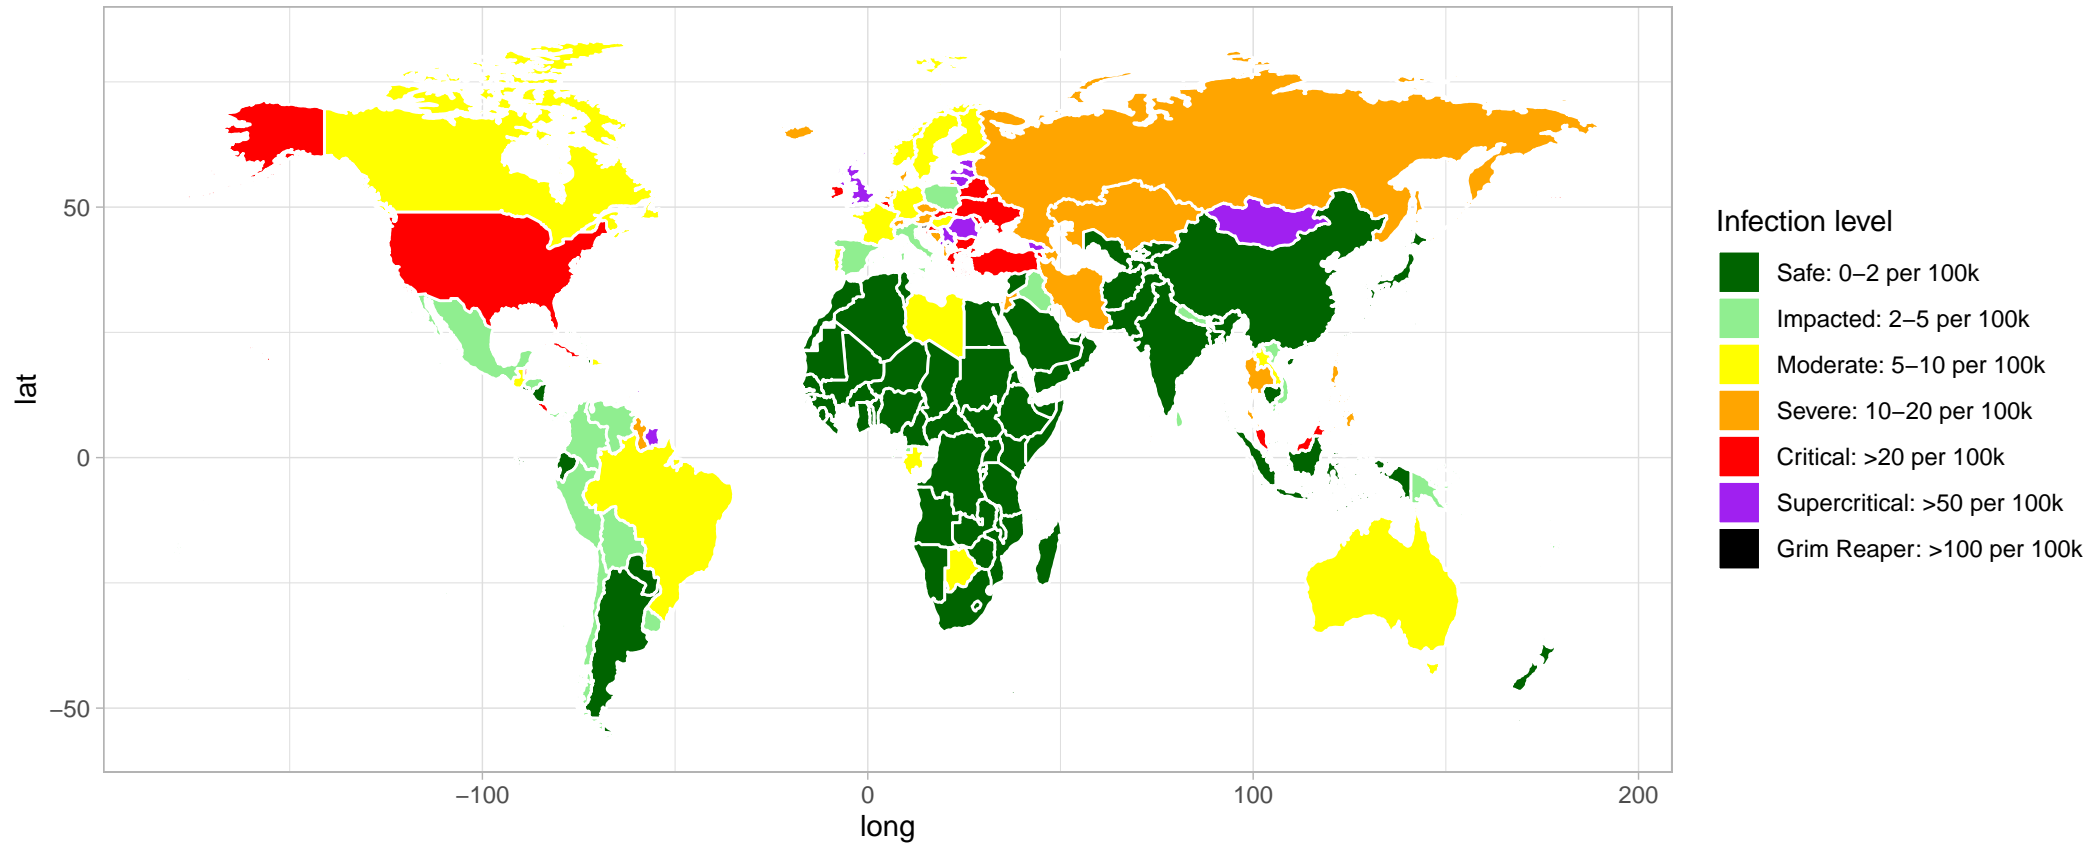 50
0
−50
lat
−100
0
100
200
long
Infection level
Safe: 0−2 per 100k
Impacted: 2−5 per 100k
Moderate: 5−10 per 100k
Severe: 10−20 per 100k
Critical: >20 per 100k
Supercritical: >50 per 100k
Grim Reaper: >100 per 100k